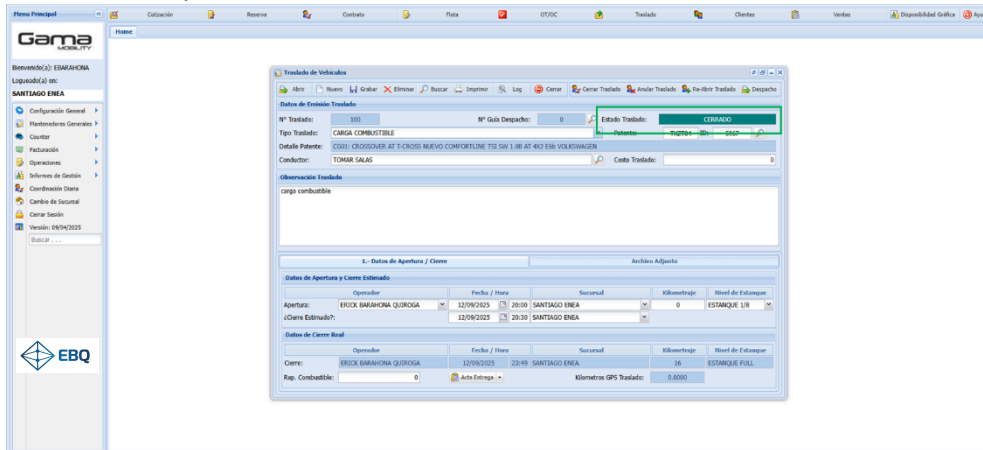 Menu Principal
Cotización Reserva Contrato Flota OT/OC Traslado Clientes Ventas Disponibilidad Gráfica Ayu
Gama
MOBILITY
Home
Bienvenido(a): EBARAHONA
Logueado(a) en:
SANTIAGO ENEA
Configuración General
Mantenedores Generales
Counter
Facturación
Operaciones
Informes de Gestión
Coordinación Diaria
Cambio de Sucursal
Cerrar Sesión
Versión: 09/04/2025
Buscar . . .
EBQ
Traslado de Vehículos
Abrir Nuevo Grabar Eliminar Buscar Imprimir Log Cerrar Cerrar Traslado Anular Traslado Re-Abrir Traslado Despacho
Datos de Emisión Traslado
N° Traslado: 100 N° Guía Despacho: 0 Estado Traslado: CERRADO
Tipo Traslado: CARGA COMBUSTIBLE Patente: ID:
Detalle Patente: CG01: CROSSOVER AT T-CROSS NUEVO COMFORTLINE TSI SW 1.0B AT 4X2 E6b VOLKSWAGEN
Conductor: TOMAR SALAS Costo Traslado: 0
Observación Traslado
carga combustible
1.- Datos de Apertura / Cierre Archivo Adjunto
Datos de Apertura y Cierre Estimado
Operador Fecha / Hora Sucursal Kilometraje Nivel de Estanque
Apertura: ERICK BARAHONA QUIROGA 12/09/2025 20:00 SANTIAGO ENEA 0 ESTANQUE 1/8
¿Cierre Estimado?: 12/09/2025 20:30 SANTIAGO ENEA
Datos de Cierre Real
Operador Fecha / Hora Sucursal Kilometraje Nivel de Estanque
Cierre: ERICK BARAHONA QUIROGA 12/09/2025 23:49 SANTIAGO ENEA 16 ESTANQUE FULL
Rep. Combustible: 0 Acta Entrega Kilometros GPS Traslado: 0.0000